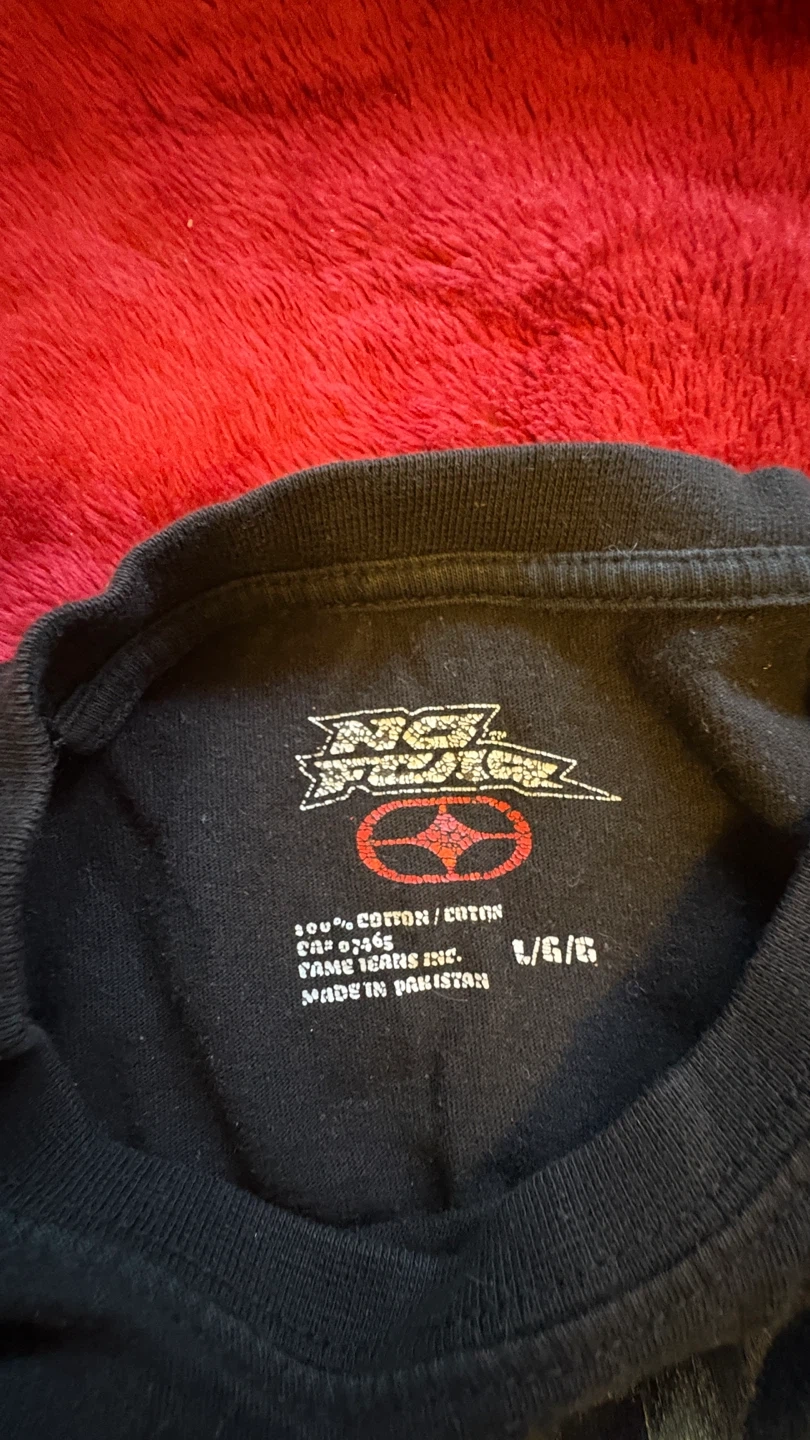 NO
FEAR
100% COTTON / COTON
CA# 07465
FAME JEANS INC.
MADE IN PAKISTAN
L/G/G